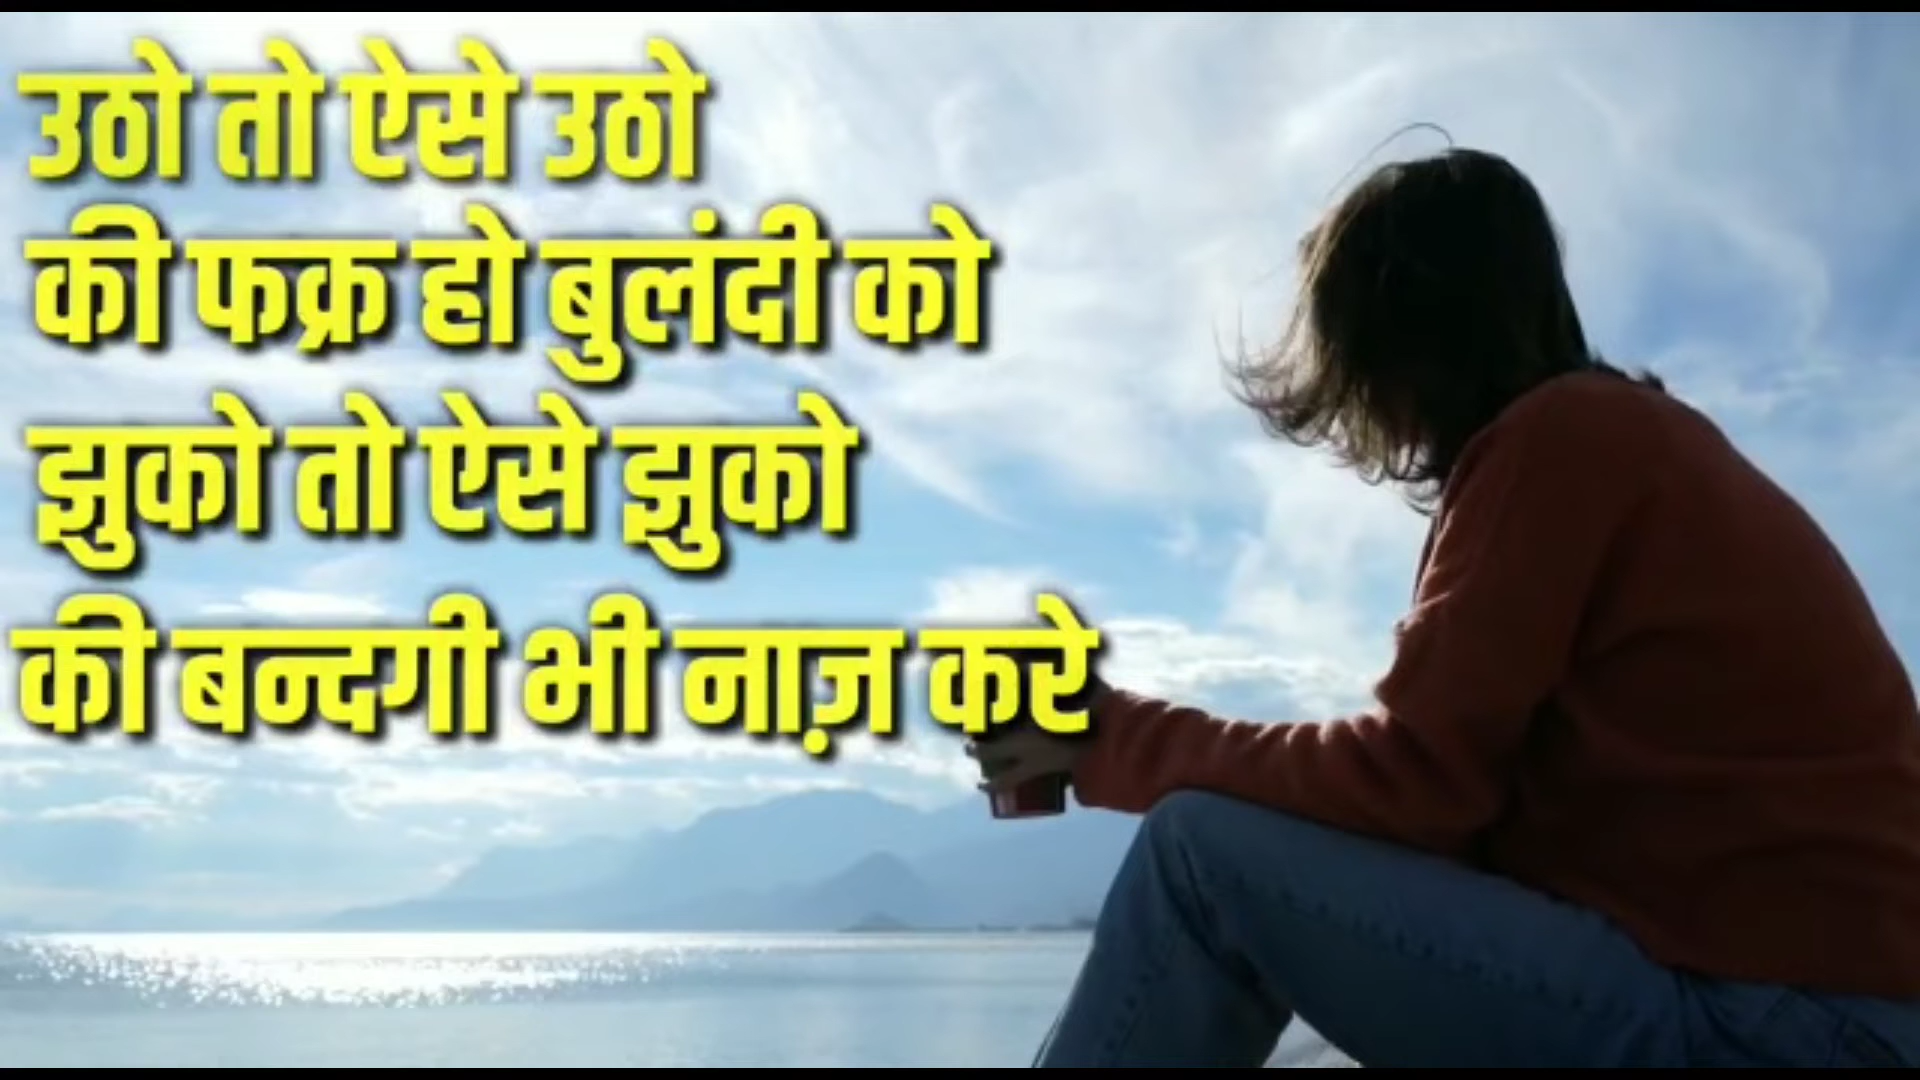 उठो तो ऐसे उठो
की फक्र हो बुलंदी को
झुको तो ऐसे झुको
की बन्दगी भी नाज़ करे